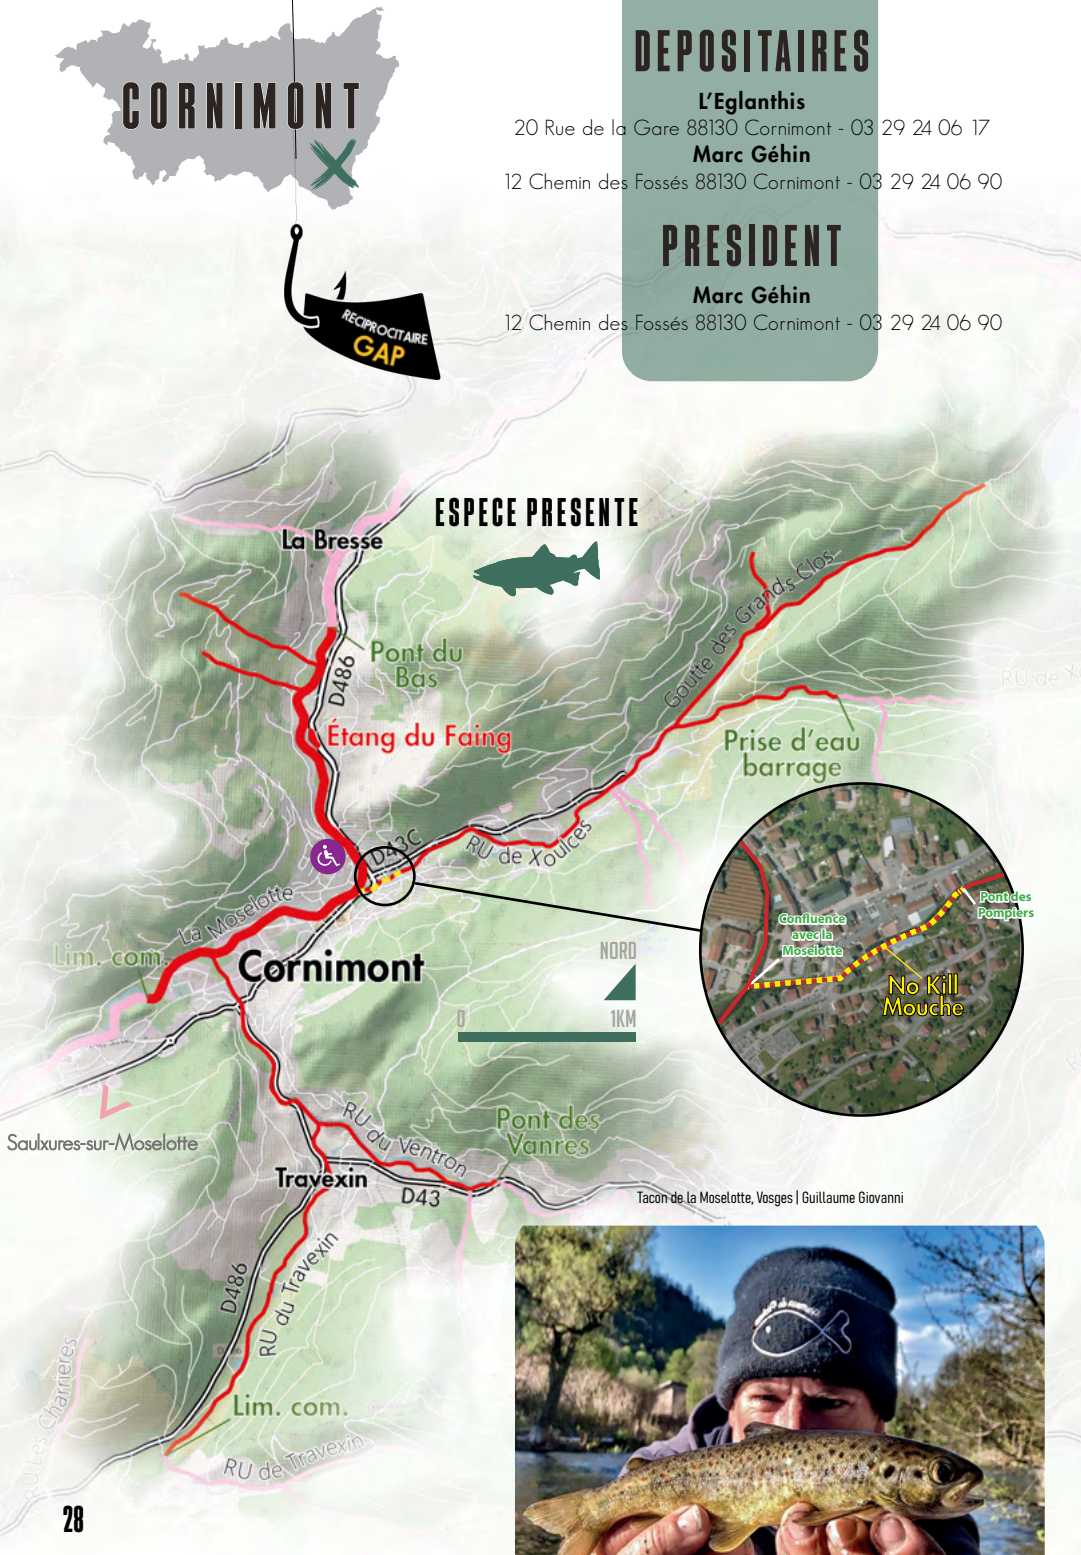 CORNIMONT
DEPOSITAIRES
L'Eglanthis
20 Rue de la Gare 88130 Cornimont - 03 29 24 06 17
Marc Géhin
12 Chemin des Fossés 88130 Cornimont - 03 29 24 06 90
PRESIDENT
Marc Géhin
12 Chemin des Fossés 88130 Cornimont - 03 29 24 06 90
RECIPROCITAIRE
GAP
ESPECE PRESENTE
La Bresse
Pont du
Bas
D486
Étang du Faing
Goutte des Grands Clos
Prise d'eau
barrage
D43C
RU de Xoulces
La Moselotte
Lim. com.
Cornimont
NORD
0
1KM
Confluence
avec la
Moselotte
Pont des
Pompiers
No Kill
Mouche
Saulxures-sur-Moselotte
RU du Ventron
Pont des
Vanres
Travexin
D43
Tacon de la Moselotte, Vosges | Guillaume Giovanni
D486
RU du Travexin
RU Les Charrières
Lim. com.
RU de Travexin
28